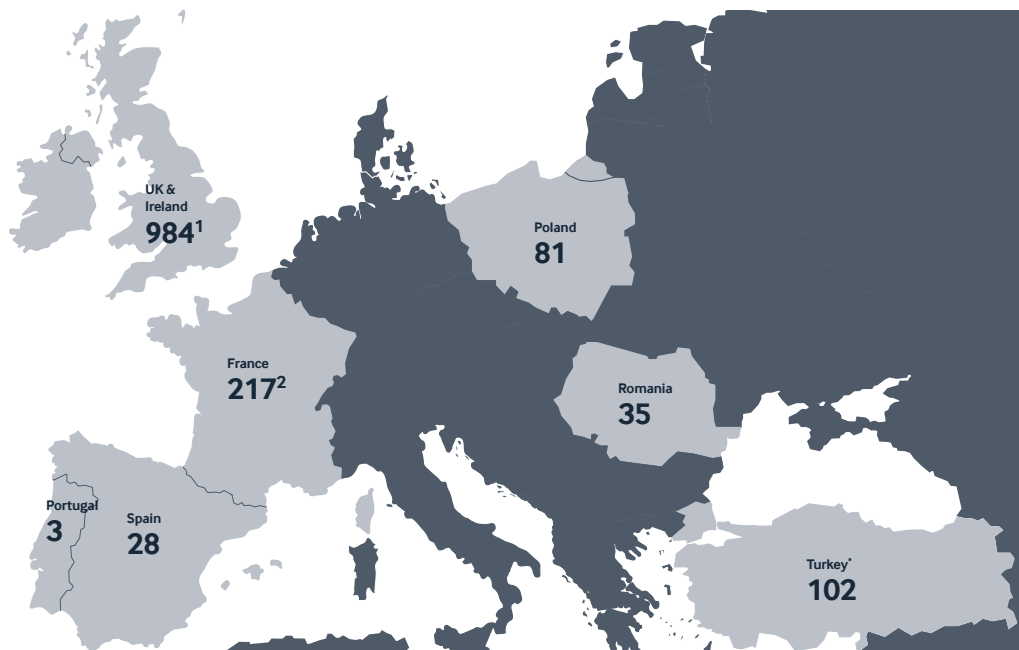 UK &
Ireland
984¹
Poland
81
France
217²
Romania
35
Portugal
3
Spain
28
Turkey*
102